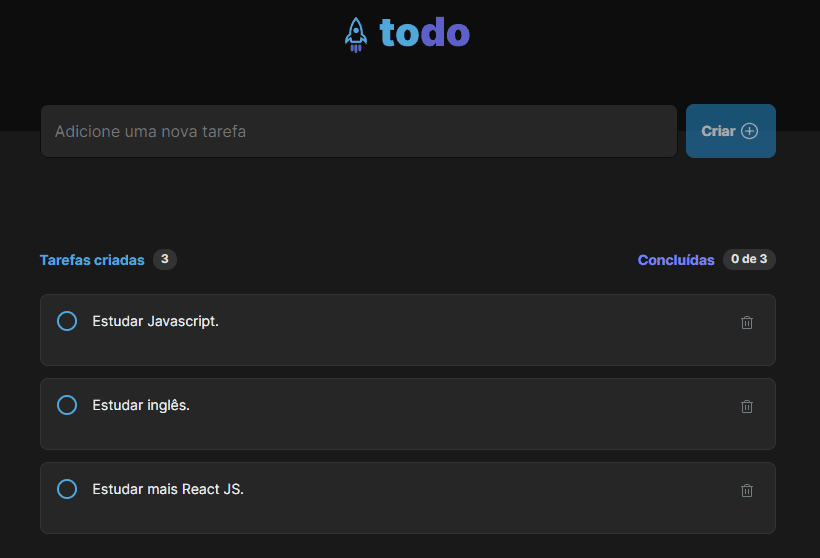 todo
Adicione uma nova tarefa
Criar
Tarefas criadas 3
Concluídas 0 de 3
Estudar Javascript.
Estudar inglês.
Estudar mais React JS.